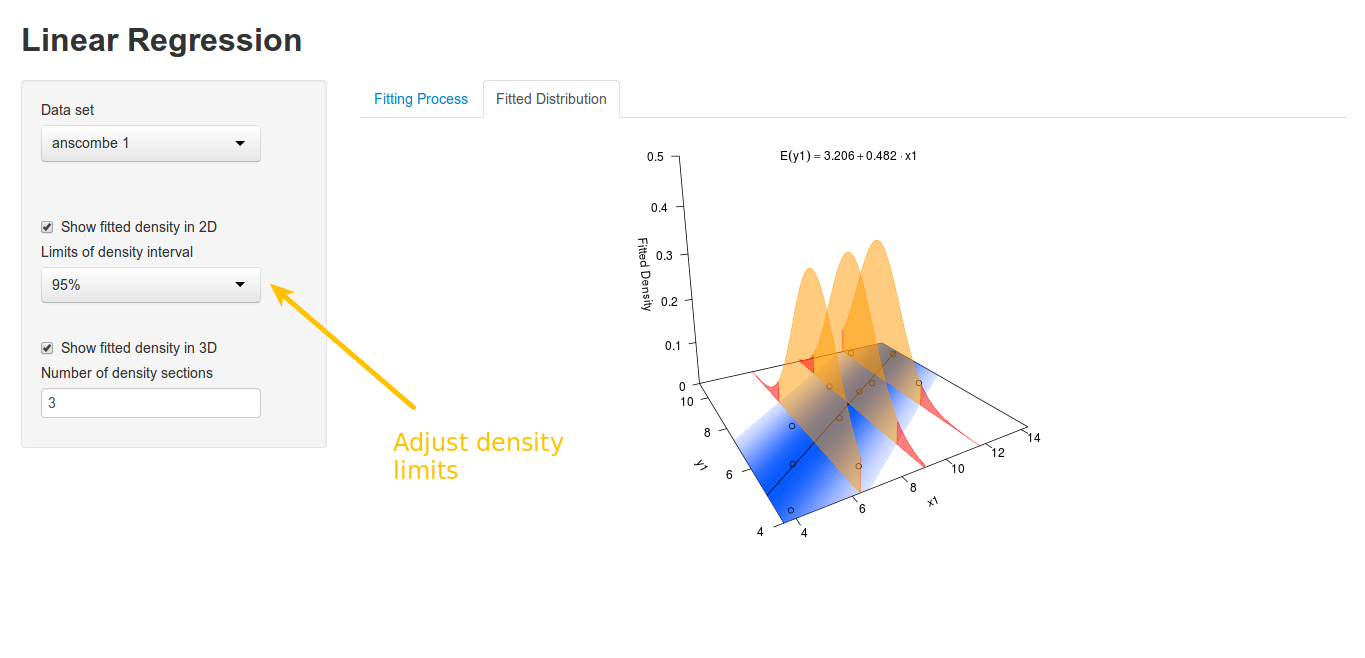 Linear Regression
Data set
anscombe 1
Show fitted density in 2D
Limits of density interval
95%
Show fitted density in 3D
Number of density sections
3
Fitting Process
Fitted Distribution
E(y1) = 3.206 + 0.482 · x1
0.5
0.4
0.3
0.2
0.1
0
Fitted Density
10
8
6
4
y1
4
6
8
10
12
14
x1
Adjust density
limits